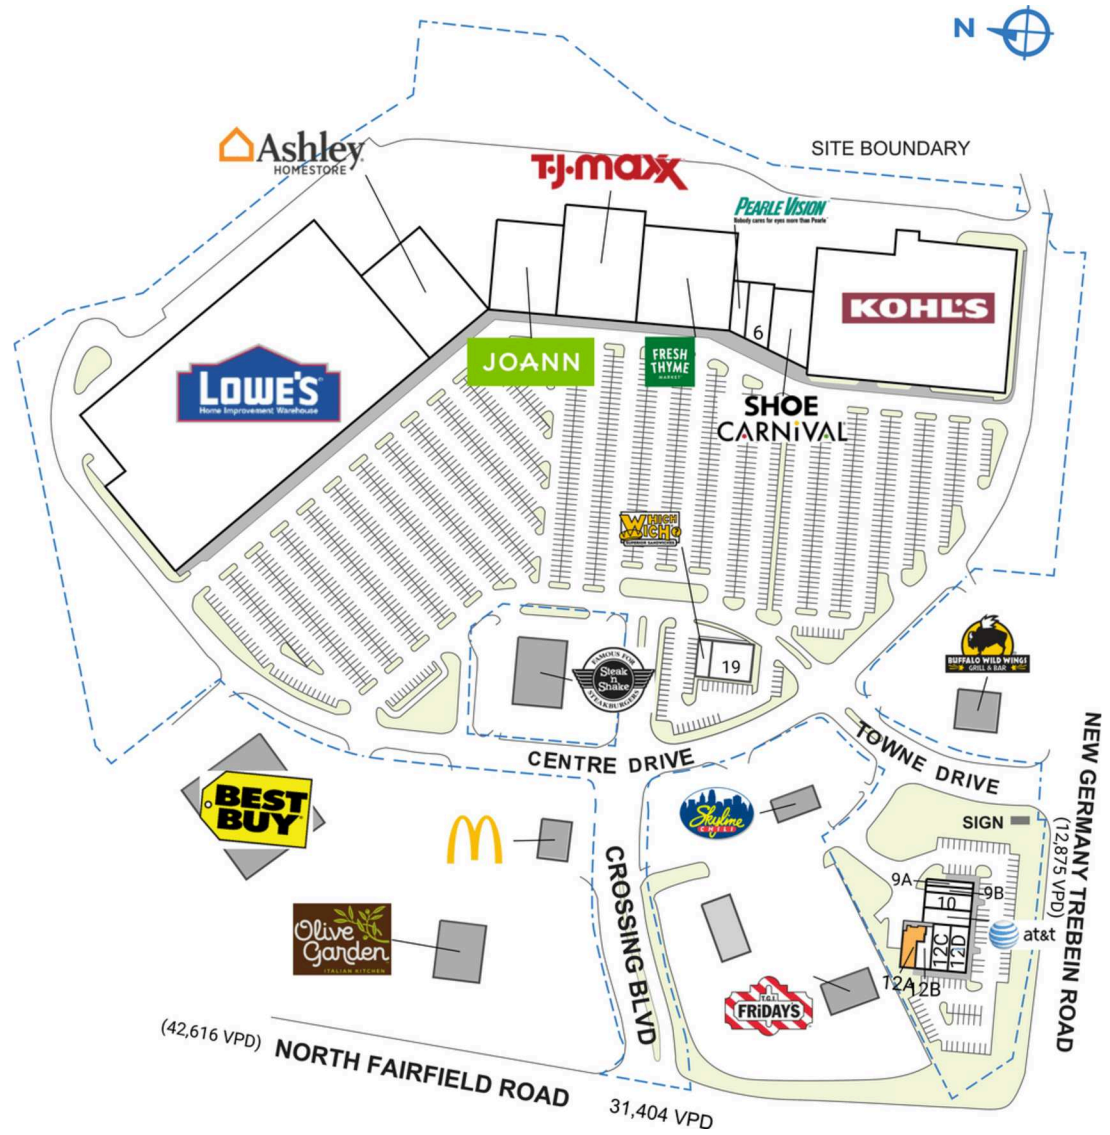 N
SITE BOUNDARY
Ashley
HOMESTORE
T·J·maxx
PEARLE VISION
Nobody cares for eyes more than Pearle
KOHL'S
6
LOWE'S
Home Improvement Warehouse
JOANN
FRESH
THYME
MARKET
SHOE
CARNiVAL
WHICH
WICH
SUPERIOR SANDWICHES
19
FAMOUS FOR
Steak
n
Shake
STEAKBURGERS
BUFFALO WILD WINGS
GRILL & BAR
CENTRE DRIVE
TOWNE DRIVE
NEW GERMANY TREBEIN ROAD
(12,875 VPD)
BEST
BUY
Skyline
CHILI
SIGN
CROSSING BLVD
9A
9B
10
at&t
12C
12D
12A
12B
Olive
Garden
ITALIAN KITCHEN
T.G.I.
FRiDAY'S
(42,616 VPD)
NORTH FAIRFIELD ROAD
31,404 VPD